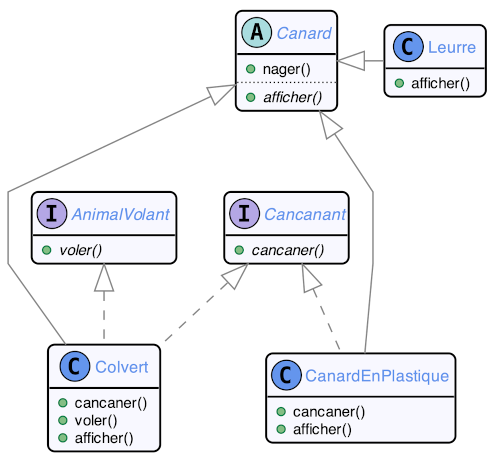 A Canard
nager()
afficher()
C Leurre
afficher()
I AnimalVolant
voler()
I Cancanant
cancaner()
C Colvert
cancaner()
voler()
afficher()
C CanardEnPlastique
cancaner()
afficher()